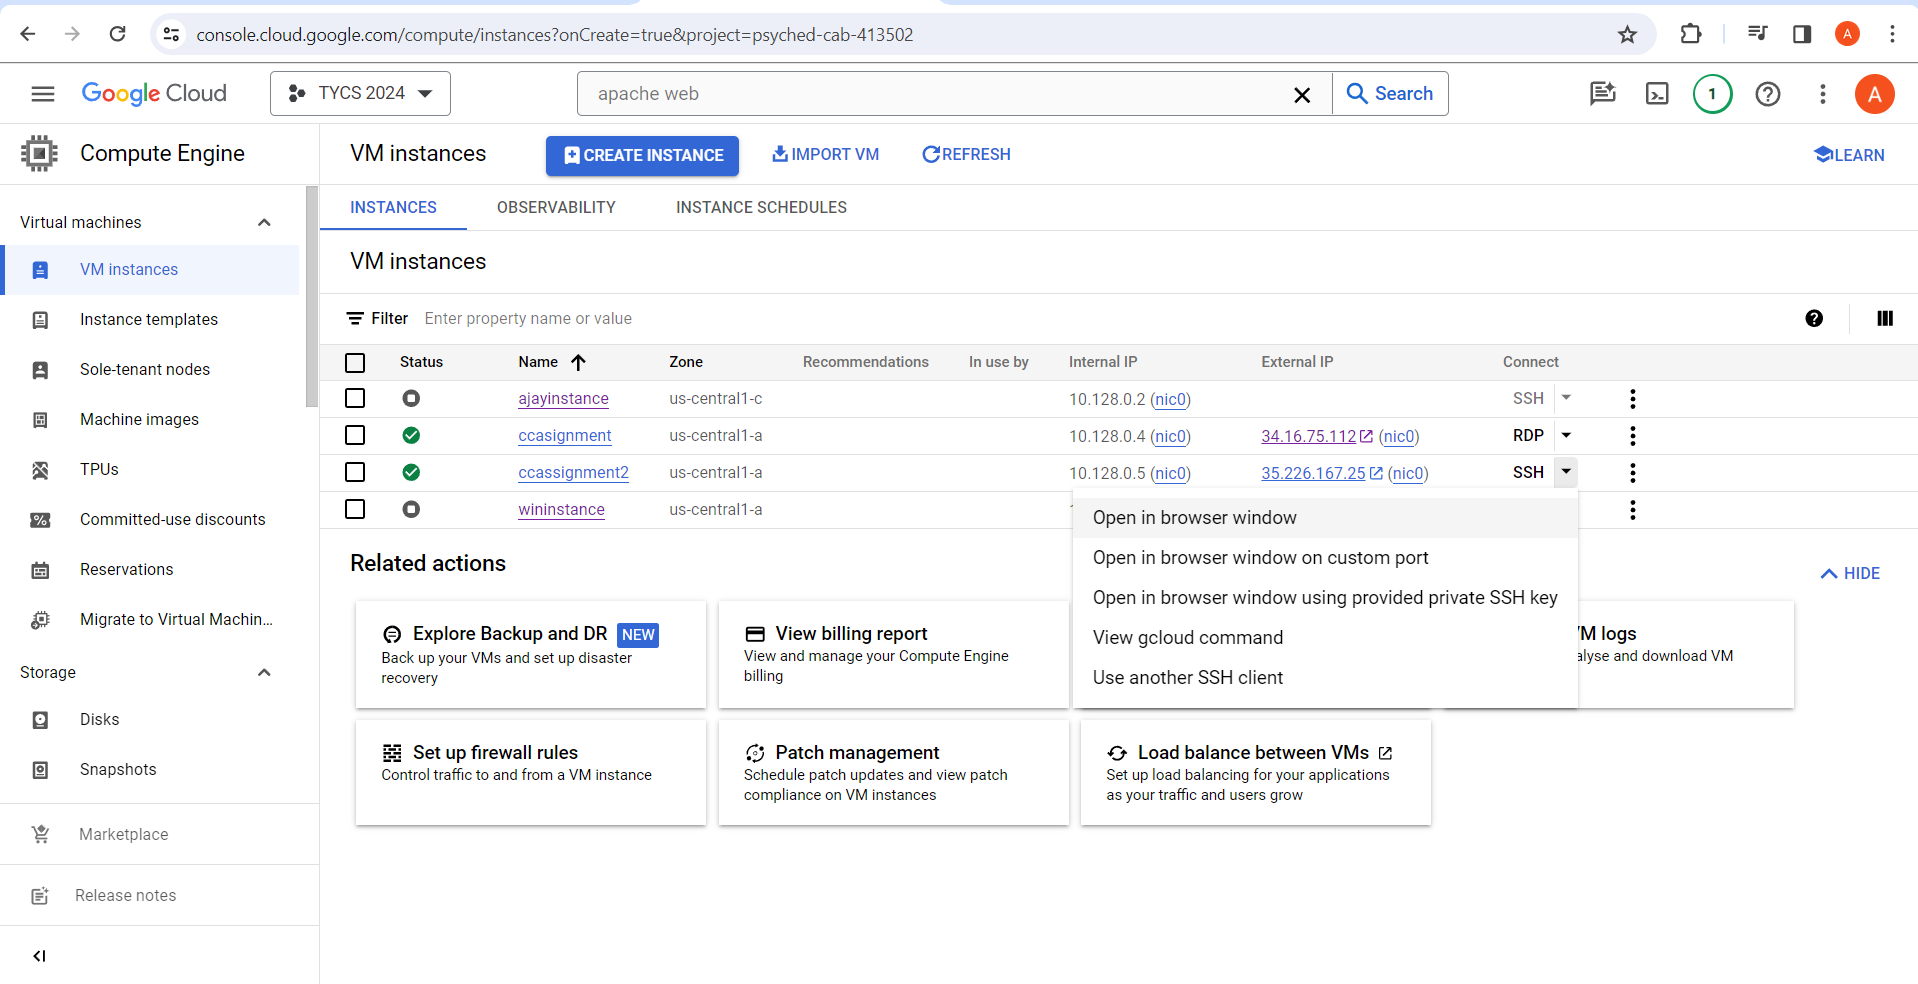 console.cloud.google.com/compute/instances?onCreate=true&project=psyched-cab-413502
A
Google Cloud
TYCS 2024
apache web
Search
1
A
Compute Engine
VM instances
CREATE INSTANCE
IMPORT VM
REFRESH
LEARN
Virtual machines
INSTANCES
OBSERVABILITY
INSTANCE SCHEDULES
VM instances
Instance templates
Sole-tenant nodes
Machine images
TPUs
Committed-use discounts
Reservations
Migrate to Virtual Machin...
Storage
Disks
Snapshots
Marketplace
Release notes
VM instances
Filter Enter property name or value
Status Name Zone Recommendations In use by Internal IP External IP Connect
ajayinstance us-central1-c 10.128.0.2 (nic0) SSH
ccasignment us-central1-a 10.128.0.4 (nic0) 34.16.75.112 (nic0) RDP
ccassignment2 us-central1-a 10.128.0.5 (nic0) 35.226.167.25 (nic0) SSH
wininstance us-central1-a
Open in browser window
Open in browser window on custom port
Open in browser window using provided private SSH key
View gcloud command
Use another SSH client
Related actions
HIDE
Explore Backup and DR NEW
Back up your VMs and set up disaster
recovery
View billing report
View and manage your Compute Engine
billing
VM logs
alyse and download VM
Set up firewall rules
Control traffic to and from a VM instance
Patch management
Schedule patch updates and view patch
compliance on VM instances
Load balance between VMs
Set up load balancing for your applications
as your traffic and users grow